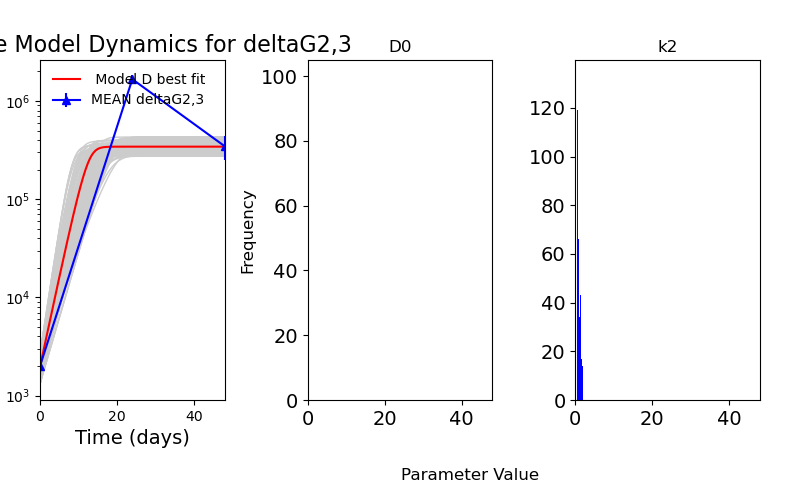 e Model Dynamics for deltaG2,3
D0
k2
Model D best fit
MEAN deltaG2,3
10^6
10^5
10^4
10^3
0 20 40
Time (days)
Frequency
100
80
60
40
20
0
0 20 40
120
100
80
60
40
20
0
0 20 40
Parameter Value